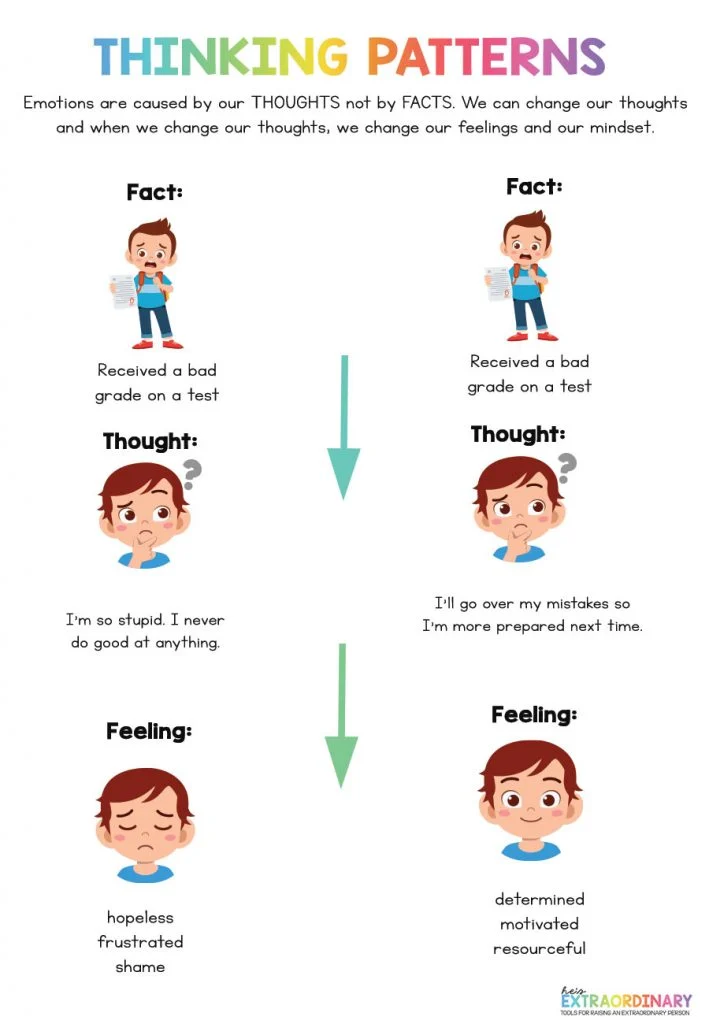 THINKING PATTERNS
Emotions are caused by our THOUGHTS not by FACTS. We can change our thoughts
and when we change our thoughts, we change our feelings and our mindset.
Fact:
Received a bad
grade on a test
Thought:
?
I'm so stupid. I never
do good at anything.
Feeling:
hopeless
frustrated
shame
Fact:
Received a bad
grade on a test
Thought:
?
I'll go over my mistakes so
I'm more prepared next time.
Feeling:
determined
motivated
resourceful
he's
EXTRAORDINARY
TOOLS FOR RAISING AN EXTRAORDINARY PERSON